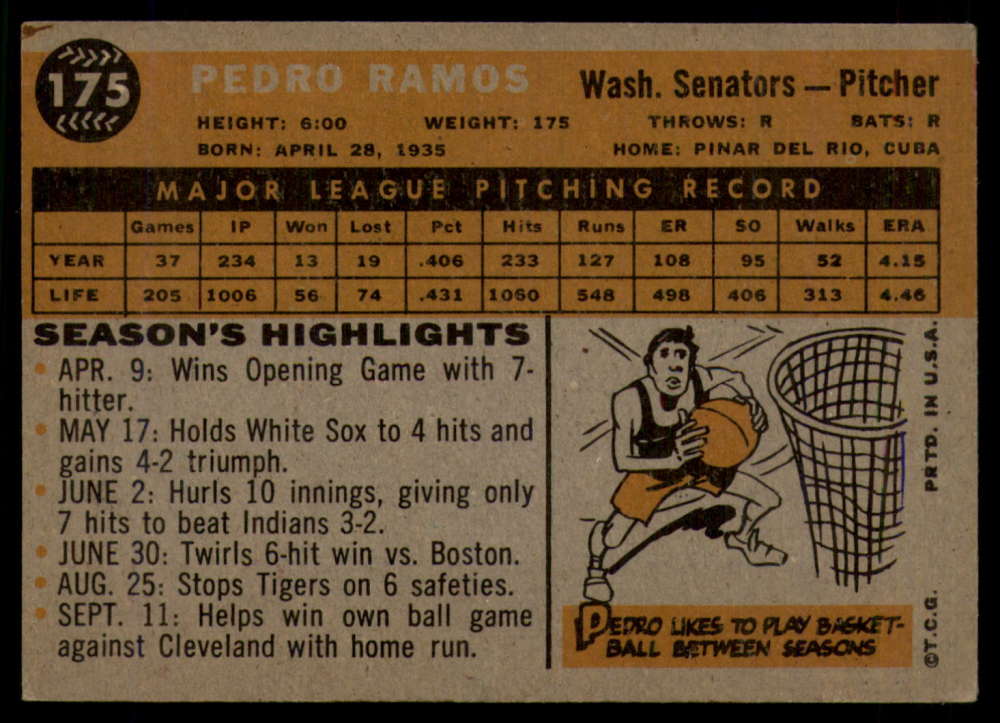 175
PEDRO RAMOS
Wash. Senators — Pitcher
HEIGHT: 6:00 WEIGHT: 175 THROWS: R BATS: R
BORN: APRIL 28, 1935 HOME: PINAR DEL RIO, CUBA
MAJOR LEAGUE PITCHING RECORD
Games IP Won Lost Pct Hits Runs ER SO Walks ERA
YEAR 37 234 13 19 .406 233 127 108 95 52 4.15
LIFE 205 1006 56 74 .431 1060 548 498 406 313 4.46
SEASON'S HIGHLIGHTS
• APR. 9: Wins Opening Game with 7-
hitter.
• MAY 17: Holds White Sox to 4 hits and
gains 4-2 triumph.
• JUNE 2: Hurls 10 innings, giving only
7 hits to beat Indians 3-2.
• JUNE 30: Twirls 6-hit win vs. Boston.
• AUG. 25: Stops Tigers on 6 safeties.
• SEPT. 11: Helps win own ball game
against Cleveland with home run.
PEDRO LIKES TO PLAY BASKET-
BALL BETWEEN SEASONS
©T.C.G. PRTD. IN U.S.A.